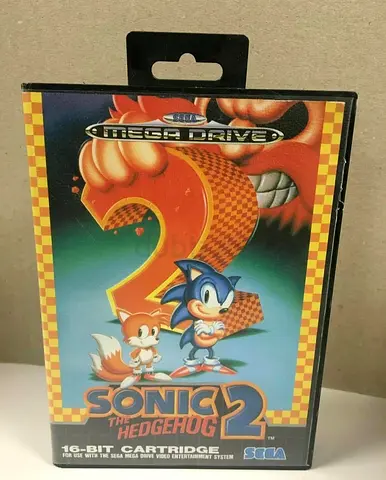 SEGA
MEGA DRIVE
2
SONIC
THE
HEDGEHOG 2
TM
16-BIT CARTRIDGE
FOR USE WITH THE SEGA MEGA DRIVE VIDEO ENTERTAINMENT SYSTEM
SEGA